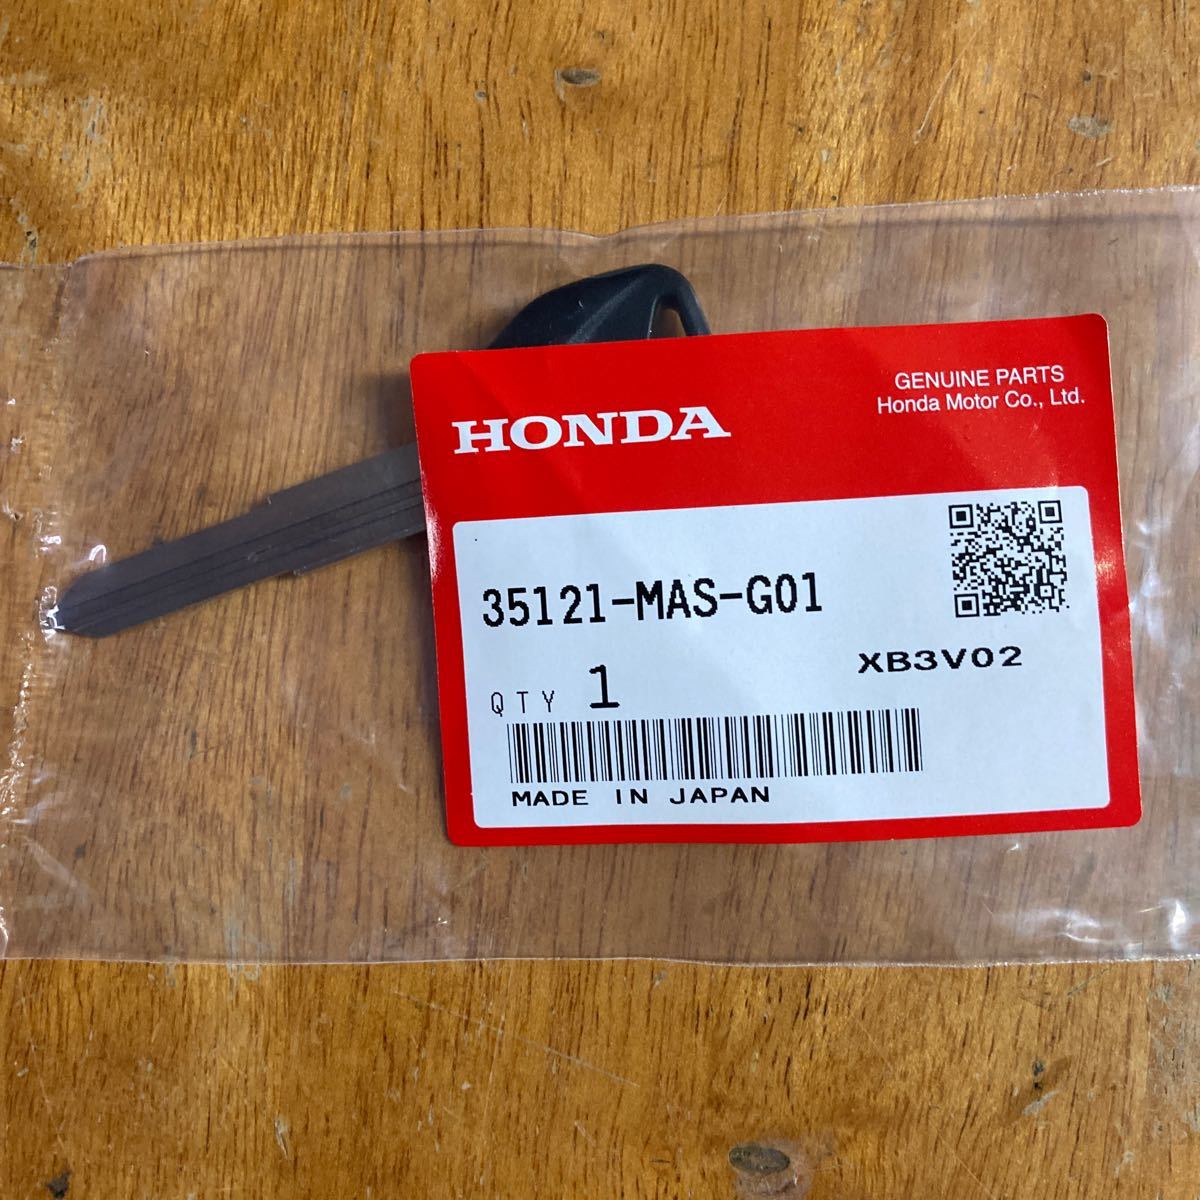 GENUINE PARTS
Honda Motor Co., Ltd.
HONDA
35121-MAS-G01
XB3V02
QTY 1
MADE IN JAPAN